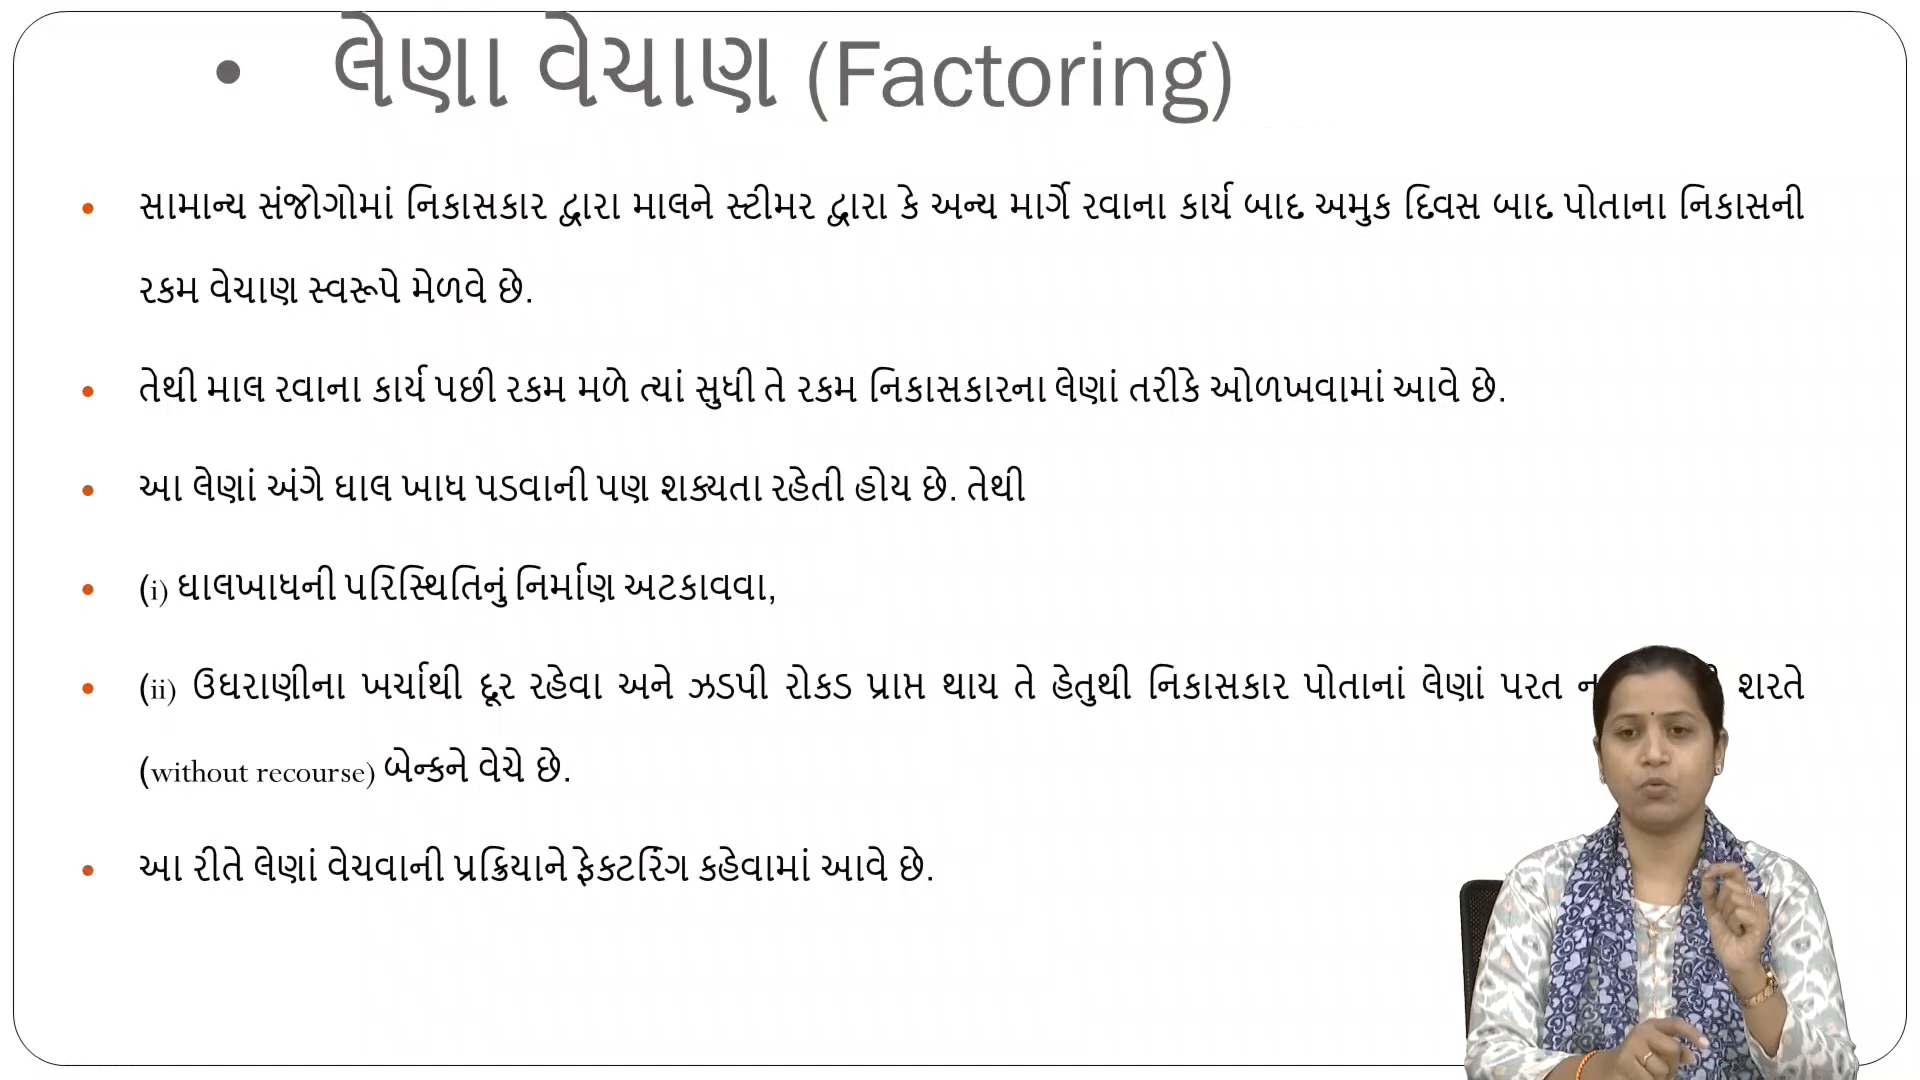 • લેણા વેચાણ (Factoring)
• સામાન્ય સંજોગોમાં નિકાસકાર દ્વારા માલને સ્ટીમર દ્વારા કે અન્ય માર્ગે રવાના કાર્ય બાદ અમુક દિવસ બાદ પોતાના નિકાસની
રકમ વેચાણ સ્વરૂપે મેળવે છે.
• તેથી માલ રવાના કાર્ય પછી રકમ મળે ત્યાં સુધી તે રકમ નિકાસકારના લેણાં તરીકે ઓળખવામાં આવે છે.
• આ લેણાં અંગે ઘાલ ખાધ પડવાની પણ શક્યતા રહેતી હોય છે. તેથી
• (i) ઘાલખાધની પરિસ્થિતિનું નિર્માણ અટકાવવા,
• (ii) ઉઘરાણીના ખર્ચાથી દૂર રહેવા અને ઝડપી રોકડ પ્રાપ્ત થાય તે હેતુથી નિકાસકાર પોતાનાં લેણાં પરત શરતે
(without recourse) બેન્કને વેચે છે.
• આ રીતે લેણાં વેચવાની પ્રક્રિયાને ફેકટરિંગ કહેવામાં આવે છે.